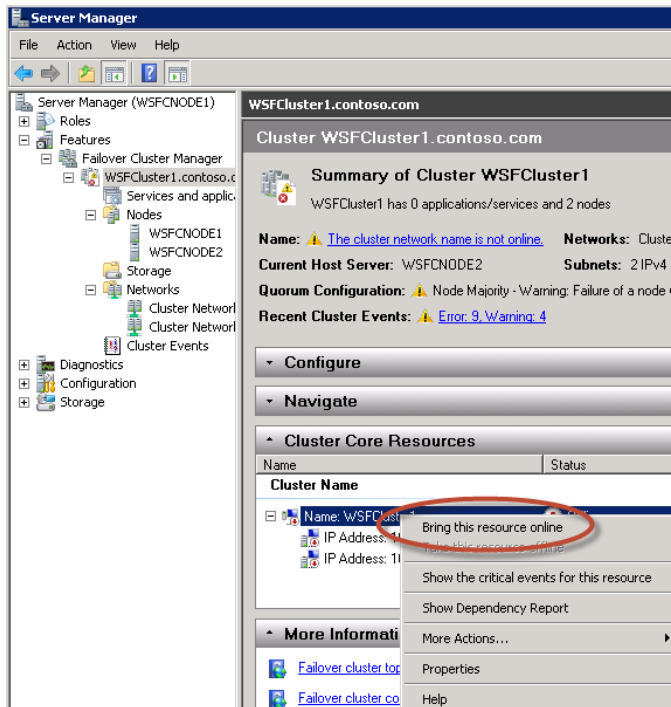 Server Manager
File Action View Help
Server Manager (WSFCNODE1)
Roles
Features
Failover Cluster Manager
WSFCluster1.contoso.c
Services and applic
Nodes
WSFCNODE1
WSFCNODE2
Storage
Networks
Cluster Networ
Cluster Networ
Cluster Events
Diagnostics
Configuration
Storage
WSFCluster1.contoso.com
Cluster WSFCluster1.contoso.com
Summary of Cluster WSFCluster1
WSFCluster1 has 0 applications/services and 2 nodes
Name: The cluster network name is not online. Networks: Cluste
Current Host Server: WSFCNODE2 Subnets: 2 IPv4
Quorum Configuration: Node Majority - Warning: Failure of a node
Recent Cluster Events: Error: 9, Warning: 4
Configure
Navigate
Cluster Core Resources
Name Status
Cluster Name
Name: WSFClust
IP Address: 1
IP Address: 1
Bring this resource online
Take this resource offline
Show the critical events for this resource
Show Dependency Report
More Actions...
Properties
Help
More Informati
Failover cluster top
Failover cluster co